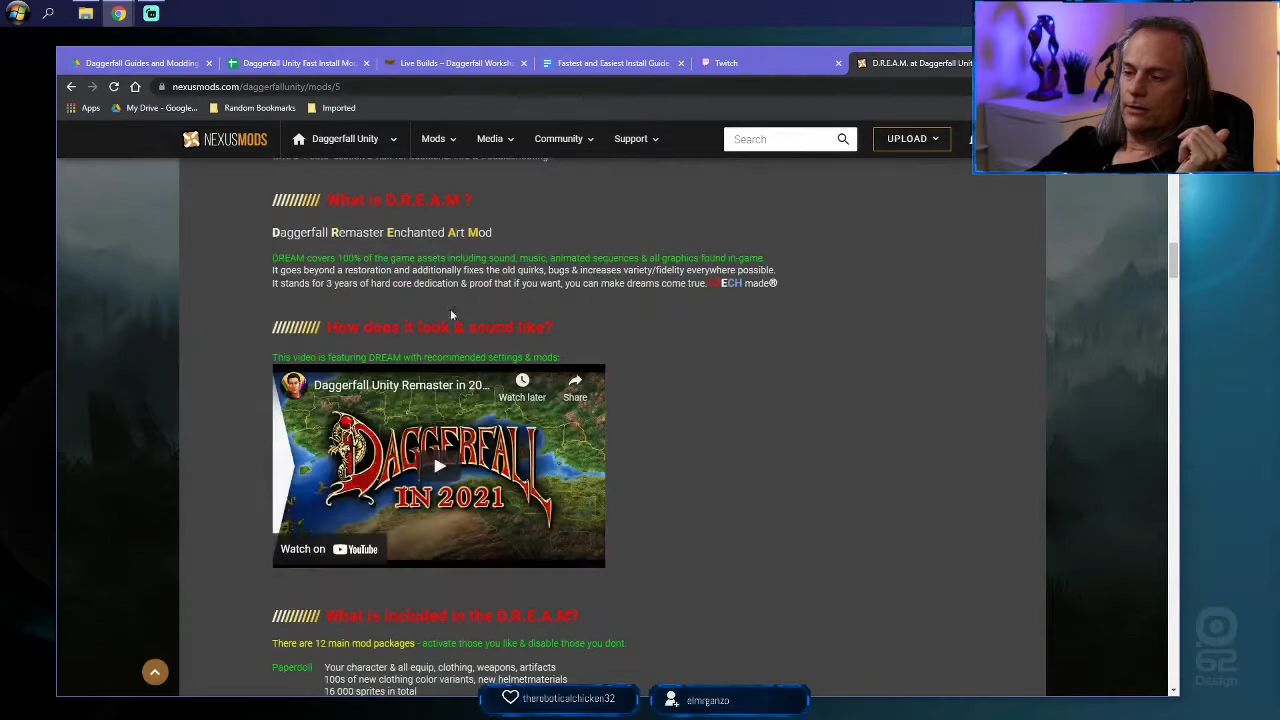 Daggerfall Guides and Modding
Daggerfall Unity Fast Install Mou
Live Builds – Daggerfall Worksho
Fastest and Easiest Install Guide
Twitch
D.R.E.A.M. at Daggerfall Unit
nexusmods.com/daggerfallunity/mods/5
Apps
My Drive - Google...
Random Bookmarks
Imported
NEXUSMODS
Daggerfall Unity
Mods
Media
Community
Support
Search
UPLOAD
What is D.R.E.A.M ?
Daggerfall Remaster Enchanted Art Mod
DREAM covers 100% of the game assets including sound, music, animated sequences & all graphics found in-game.
It goes beyond a restoration and additionally fixes the old quirks, bugs & increases variety/fidelity everywhere possible.
It stands for 3 years of hard core dedication & proof that if you want, you can make dreams come true. CZECH made®
How does it look & sound like?
This video is featuring DREAM with recommended settings & mods:
Daggerfall Unity Remaster in 20...
Watch later
Share
DAGGERFALL
IN 2021
Watch on YouTube
What is included in the D.R.E.A.M?
There are 12 main mod packages - activate those you like & disable those you dont.
Paperdoll Your character & all equip, clothing, weapons, artifacts
100s of new clothing color variants, new helmetmaterials
16 000 sprites in total
theroboticalchicken32
elmrganzo
Design